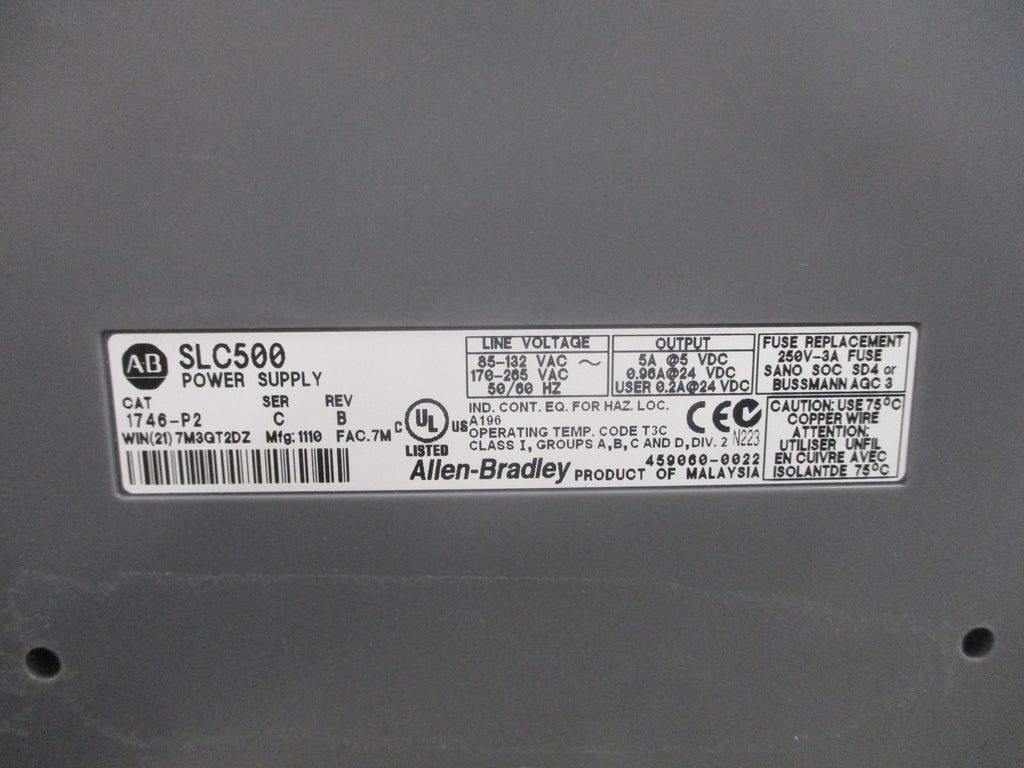 AB
SLC500
POWER SUPPLY
CAT SER REV
1746-P2 C B
WIN(21) 7M3QT2DZ Mfg: 1110 FAC. 7M
C UL US
LISTED
LINE VOLTAGE
85-132 VAC ~
170-265 VAC
50/60 HZ
OUTPUT
5A @5 VDC
0.96A@24 VDC
USER 0.2A@24 VDC
FUSE REPLACEMENT
250V-3A FUSE
SANO SOC SD4 or
BUSSMANN AGC 3
IND. CONT. EQ. FOR HAZ. LOC.
A196
OPERATING TEMP. CODE T3C
CLASS I, GROUPS A, B, C AND D, DIV. 2
CE
N223
459060-0022
Allen-Bradley PRODUCT OF MALAYSIA
CAUTION: USE 75°C
COPPER WIRE
ATTENTION:
UTILISER UNFIL
EN CUIVRE AVEC
ISOLANTDE 75°C